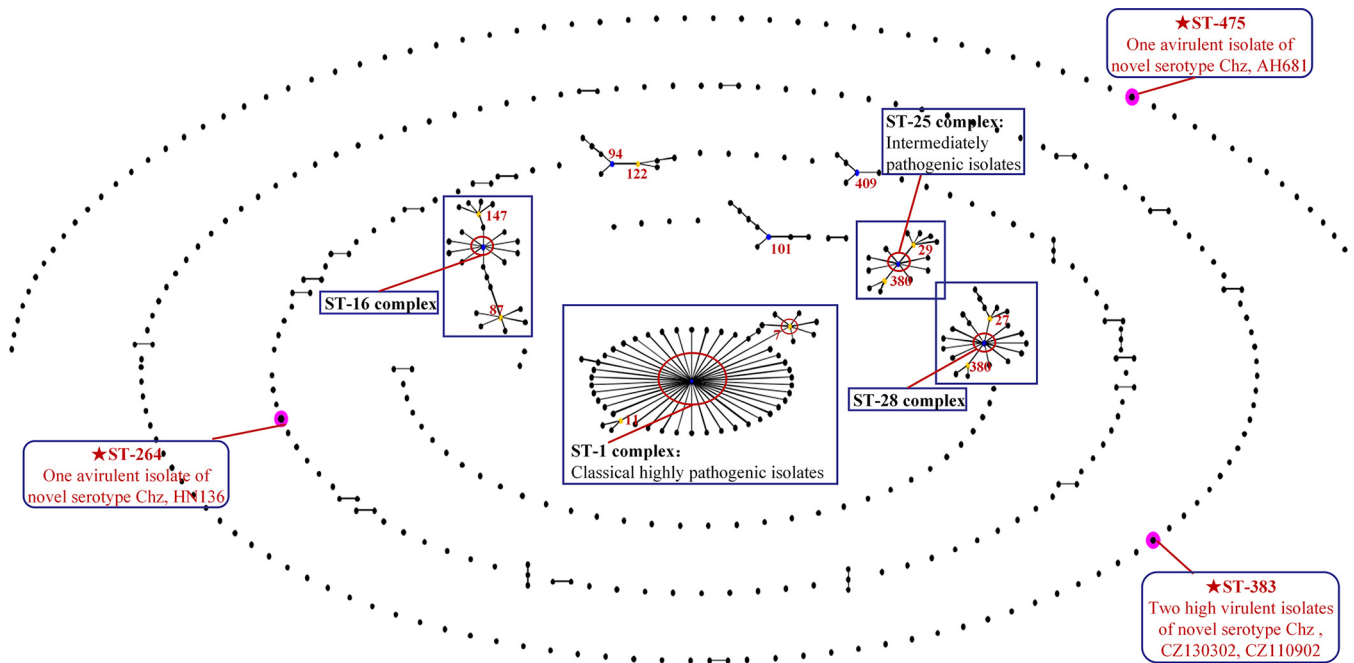 ★ST-475
One avirulent isolate of
novel serotype Chz, AH681
ST-25 complex:
Intermediately
pathogenic isolates
94
122
409
147
101
29
380
ST-16 complex
87
27
7
380
ST-28 complex
11
ST-1 complex:
Classical highly pathogenic isolates
★ST-264
One avirulent isolate of
novel serotype Chz, HN136
★ST-383
Two high virulent isolates
of novel serotype Chz ,
CZ130302, CZ110902